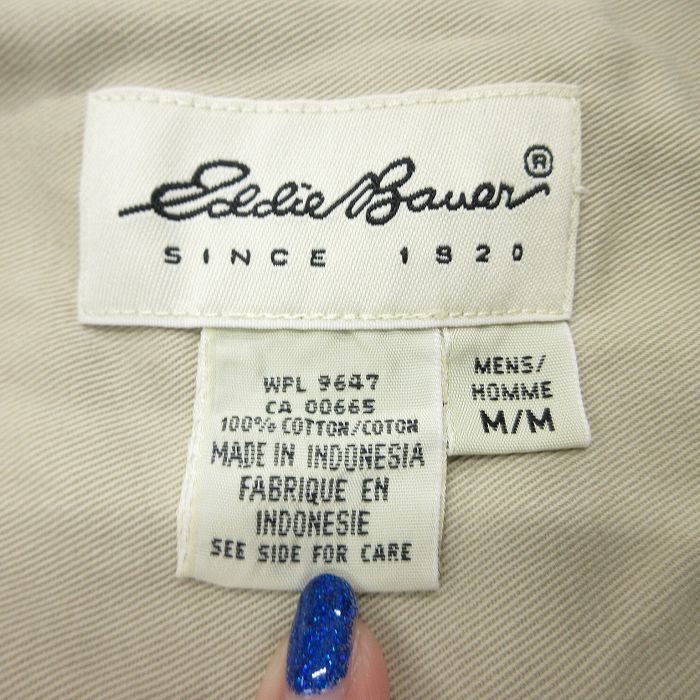 Eddie Bauer®
SINCE 1920
WPL 9647
CA 00665
100% COTTON/COTON
MADE IN INDONESIA
FABRIQUE EN
INDONESIE
SEE SIDE FOR CARE
MENS/
HOMME
M/M